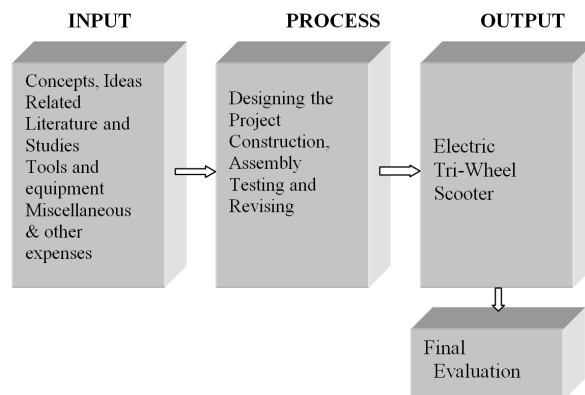 INPUT
PROCESS
OUTPUT
Concepts, Ideas
Related
Literature and
Studies
Tools and
equipment
Miscellaneous
& other
expenses
Designing the
Project
Construction,
Assembly
Testing and
Revising
Electric
Tri-Wheel
Scooter
Final
Evaluation